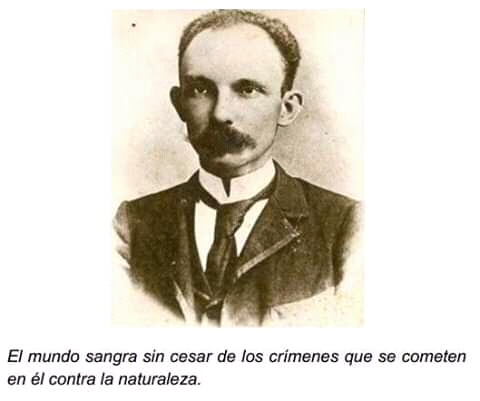 El mundo sangra sin cesar de los crímenes que se cometen
en él contra la naturaleza.